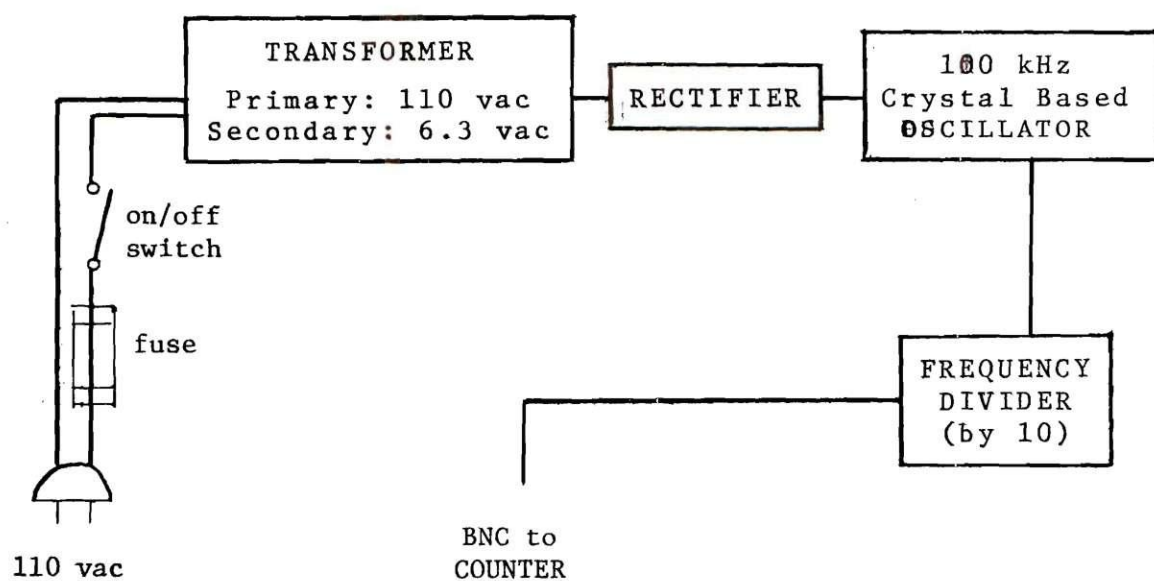 TRANSFORMER
Primary: 110 vac
Secondary: 6.3 vac
RECTIFIER
100 kHz
Crystal Based
OSCILLATOR
on/off
switch
fuse
FREQUENCY
DIVIDER
(by 10)
110 vac
BNC to
COUNTER